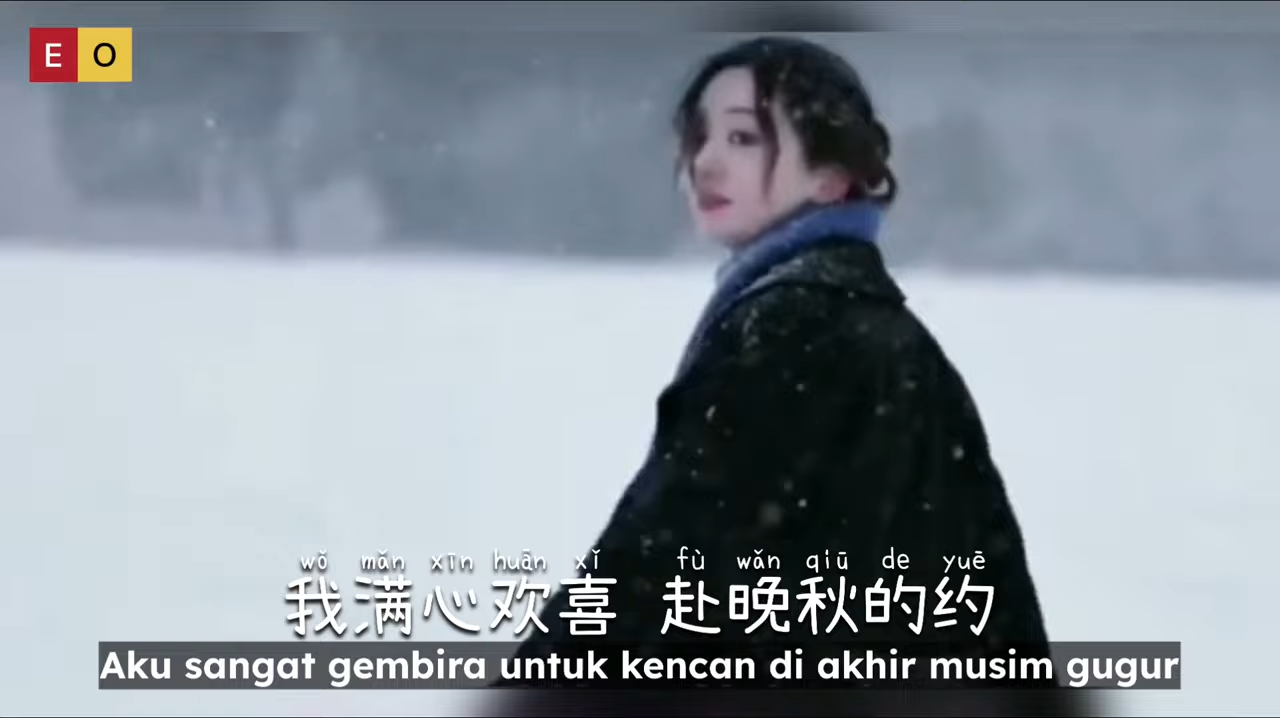 E O
wǒ mǎn xīn huān xǐ fù wǎn qiū de yuē
我满心欢喜 赴晚秋的约
Aku sangat gembira untuk kencan di akhir musim gugur